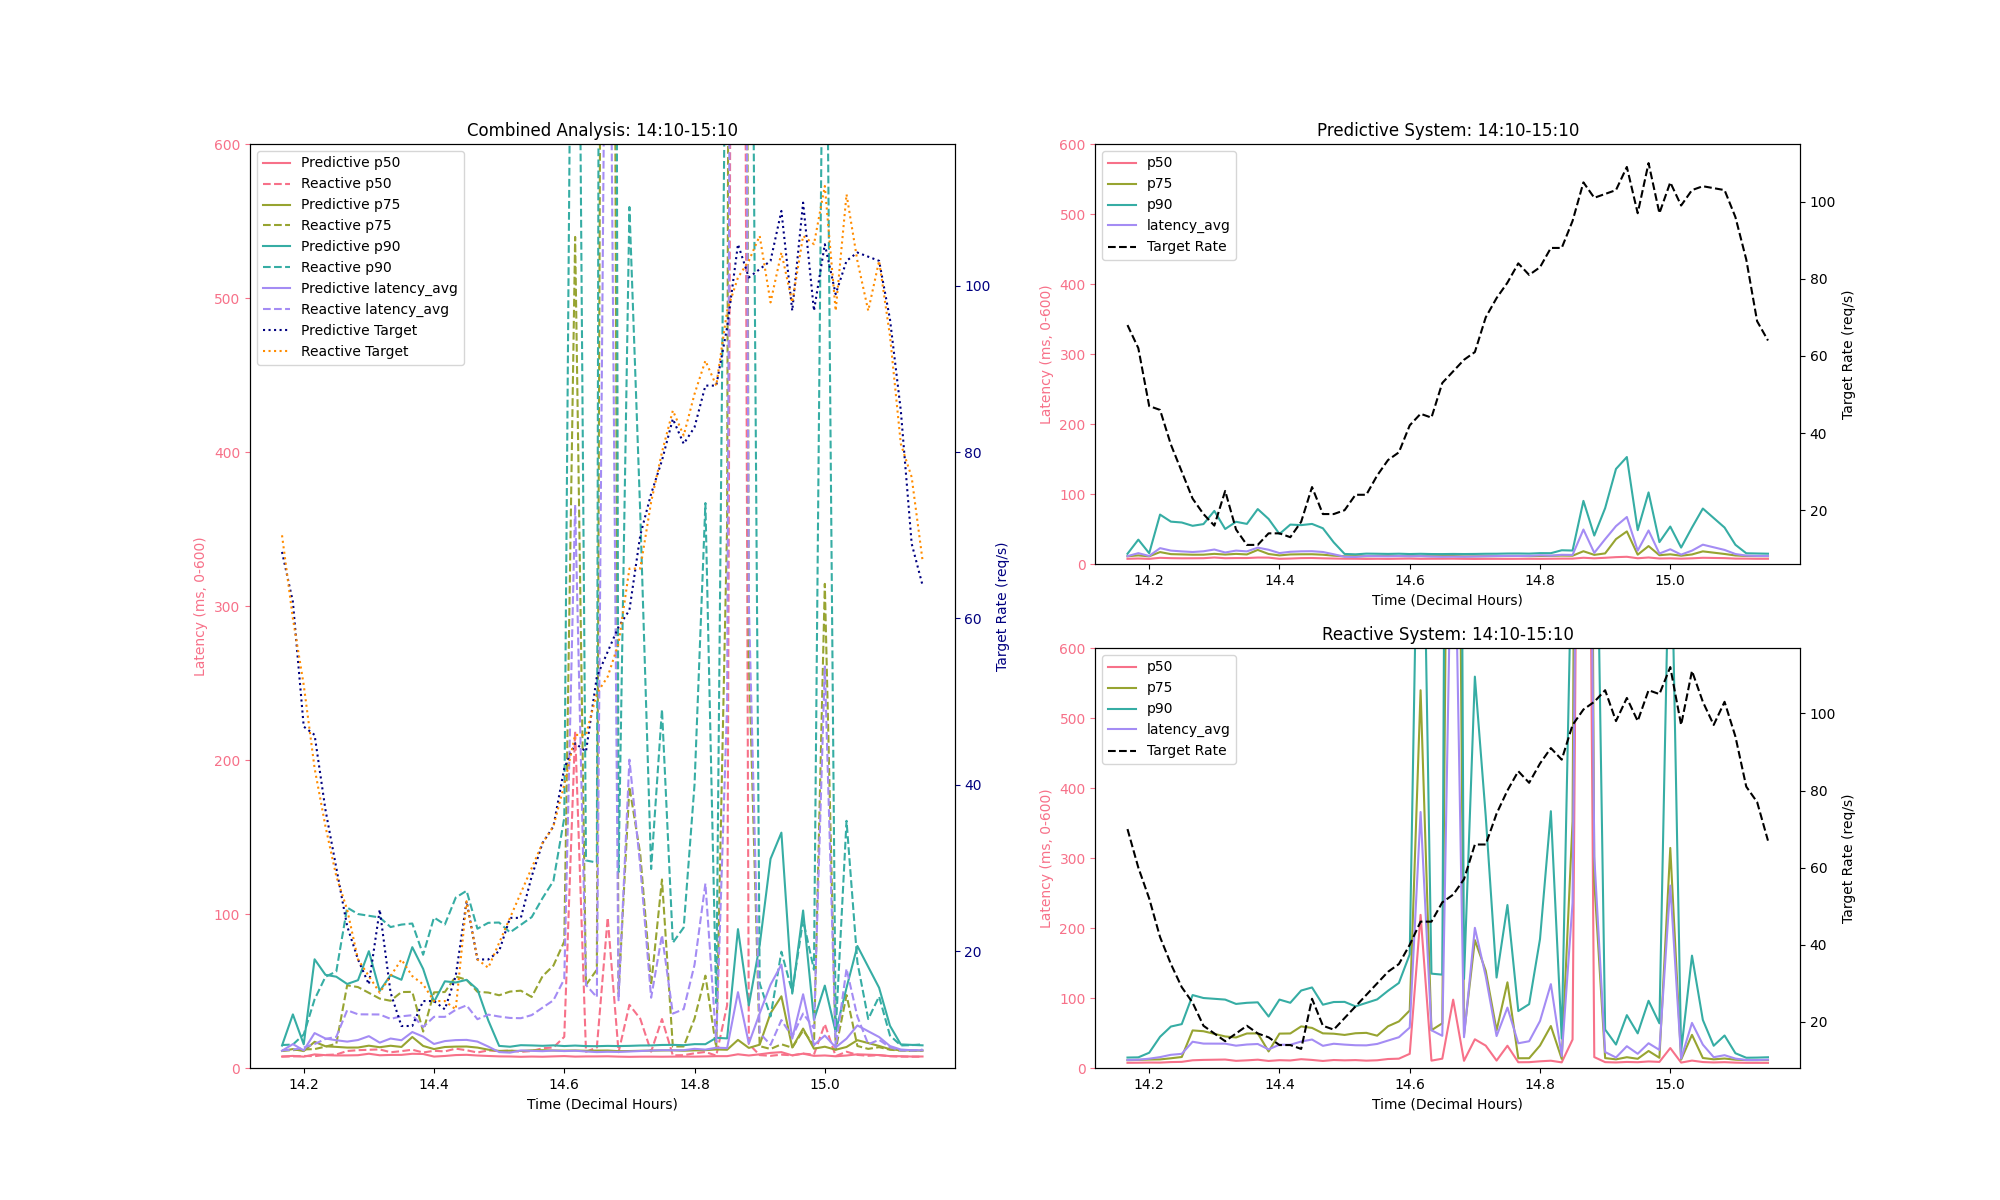 Combined Analysis: 14:10-15:10
600
500
400
300
200
100
0
Latency (ms, 0-600)
Predictive p50
Reactive p50
Predictive p75
Reactive p75
Predictive p90
Reactive p90
Predictive latency_avg
Reactive latency_avg
Predictive Target
Reactive Target
100
80
60
40
20
Target Rate (req/s)
14.2 14.4 14.6 14.8 15.0
Time (Decimal Hours)
Predictive System: 14:10-15:10
600
500
400
300
200
100
0
Latency (ms, 0-600)
p50
p75
p90
latency_avg
Target Rate
100
80
60
40
20
Target Rate (req/s)
14.2 14.4 14.6 14.8 15.0
Time (Decimal Hours)
Reactive System: 14:10-15:10
600
500
400
300
200
100
0
Latency (ms, 0-600)
p50
p75
p90
latency_avg
Target Rate
100
80
60
40
20
Target Rate (req/s)
14.2 14.4 14.6 14.8 15.0
Time (Decimal Hours)